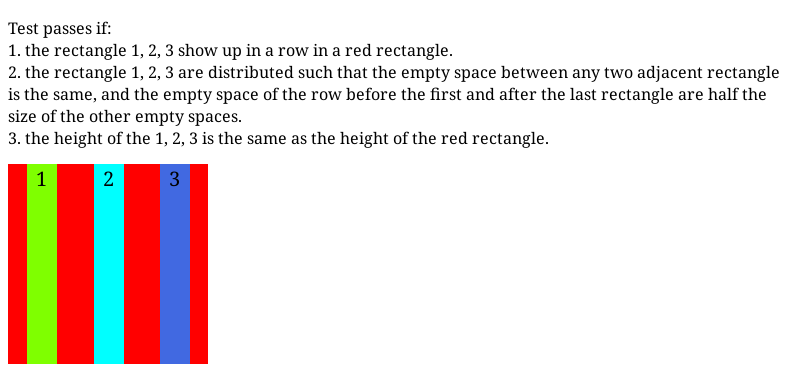 Test passes if:
1. the rectangle 1, 2, 3 show up in a row in a red rectangle.
2. the rectangle 1, 2, 3 are distributed such that the empty space between any two adjacent rectangle
is the same, and the empty space of the row before the first and after the last rectangle are half the
size of the other empty spaces.
3. the height of the 1, 2, 3 is the same as the height of the red rectangle.
1 2 3